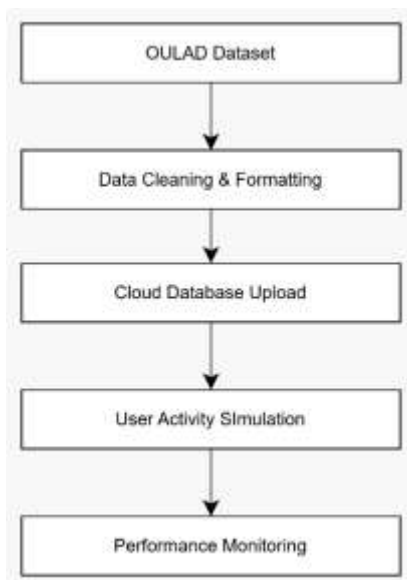 OULAD Dataset
Data Cleaning & Formatting
Cloud Database Upload
User Activity SImulation
Performance Monitoring